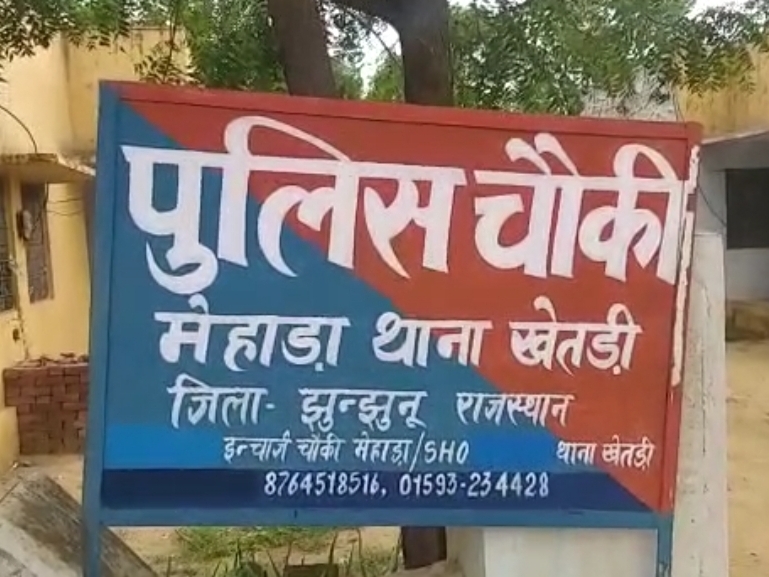 पुलिस चौकी
मेहाड़ा थाना खेतड़ी
जिला- झुन्झुनू राजस्थान
इन्चार्ज चौकी मेहाड़ा/SHO थाना खेतड़ी
8764518516, 01593-234428